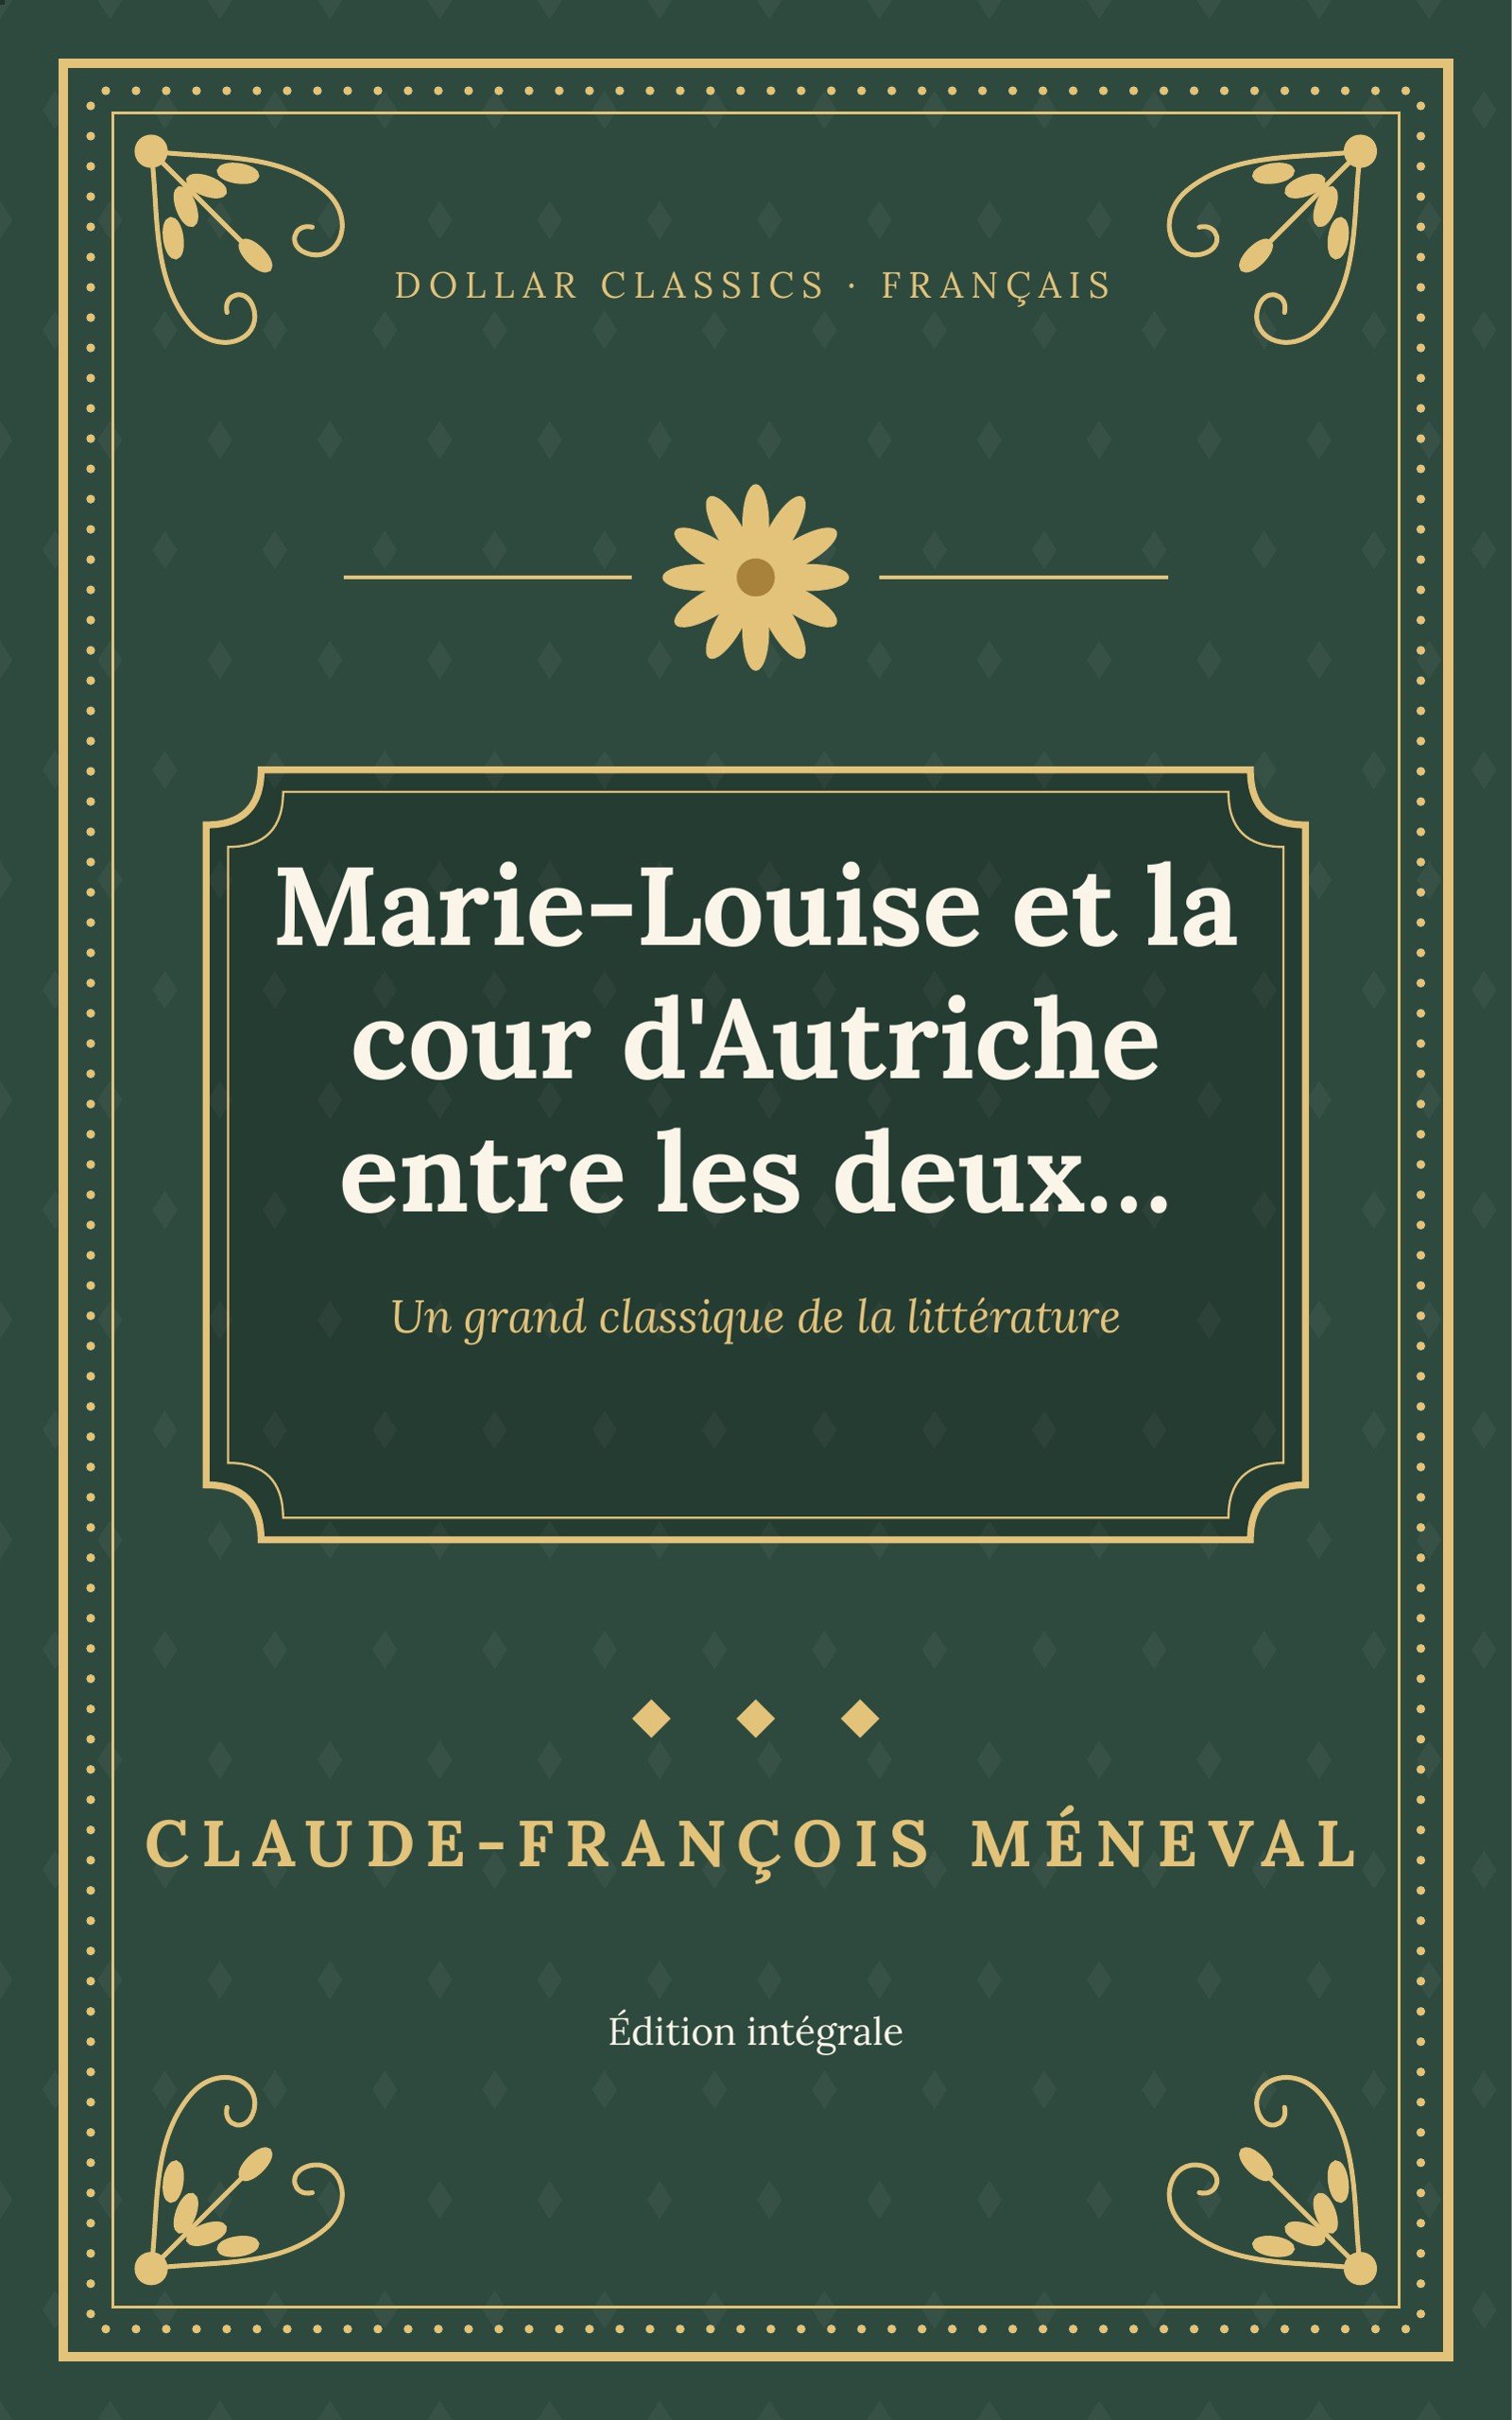 DOLLAR CLASSICS · FRANÇAIS
Marie-Louise et la
cour d'Autriche
entre les deux...
Un grand classique de la littérature
CLAUDE-FRANÇOIS MÉNEVAL
Édition intégrale